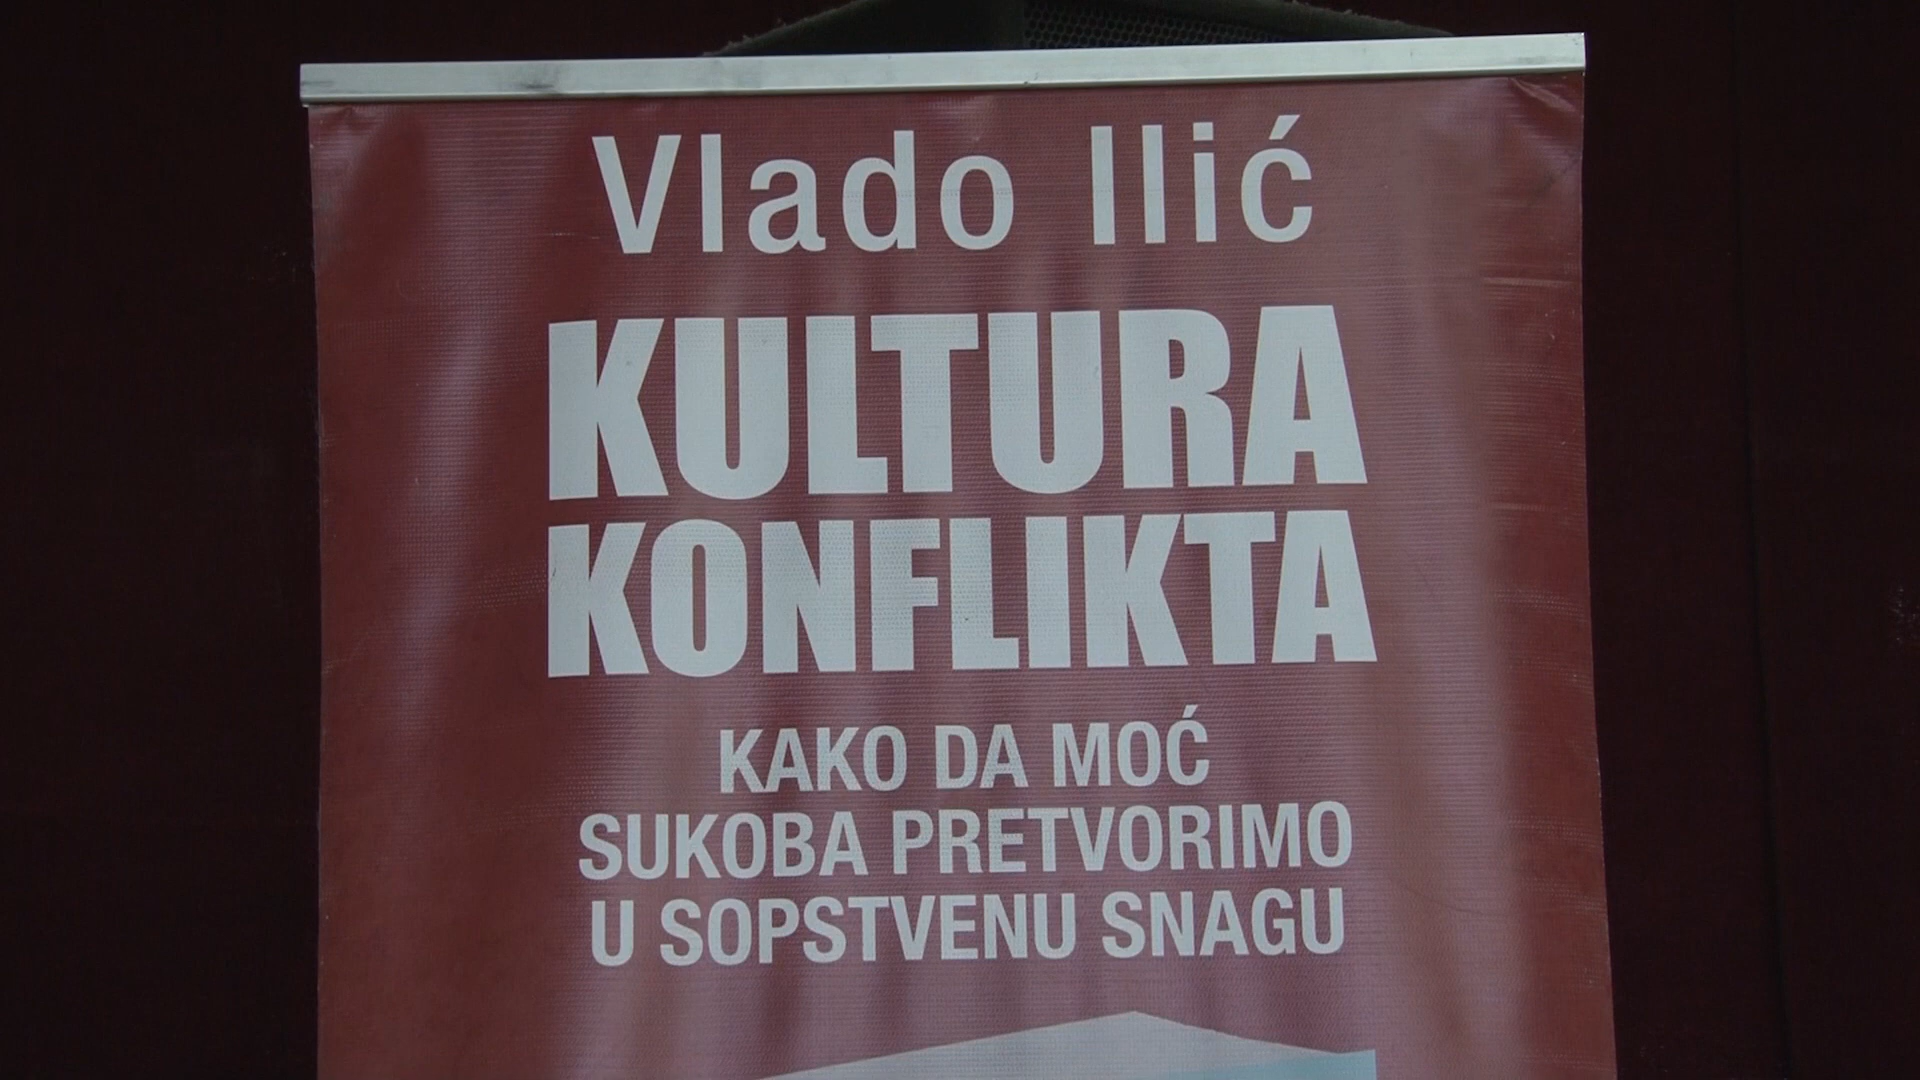 Vlado Ilić
KULTURA
KONFLIKTA
KAKO DA MOĆ
SUKOBA PRETVORIMO
U SOPSTVENU SNAGU